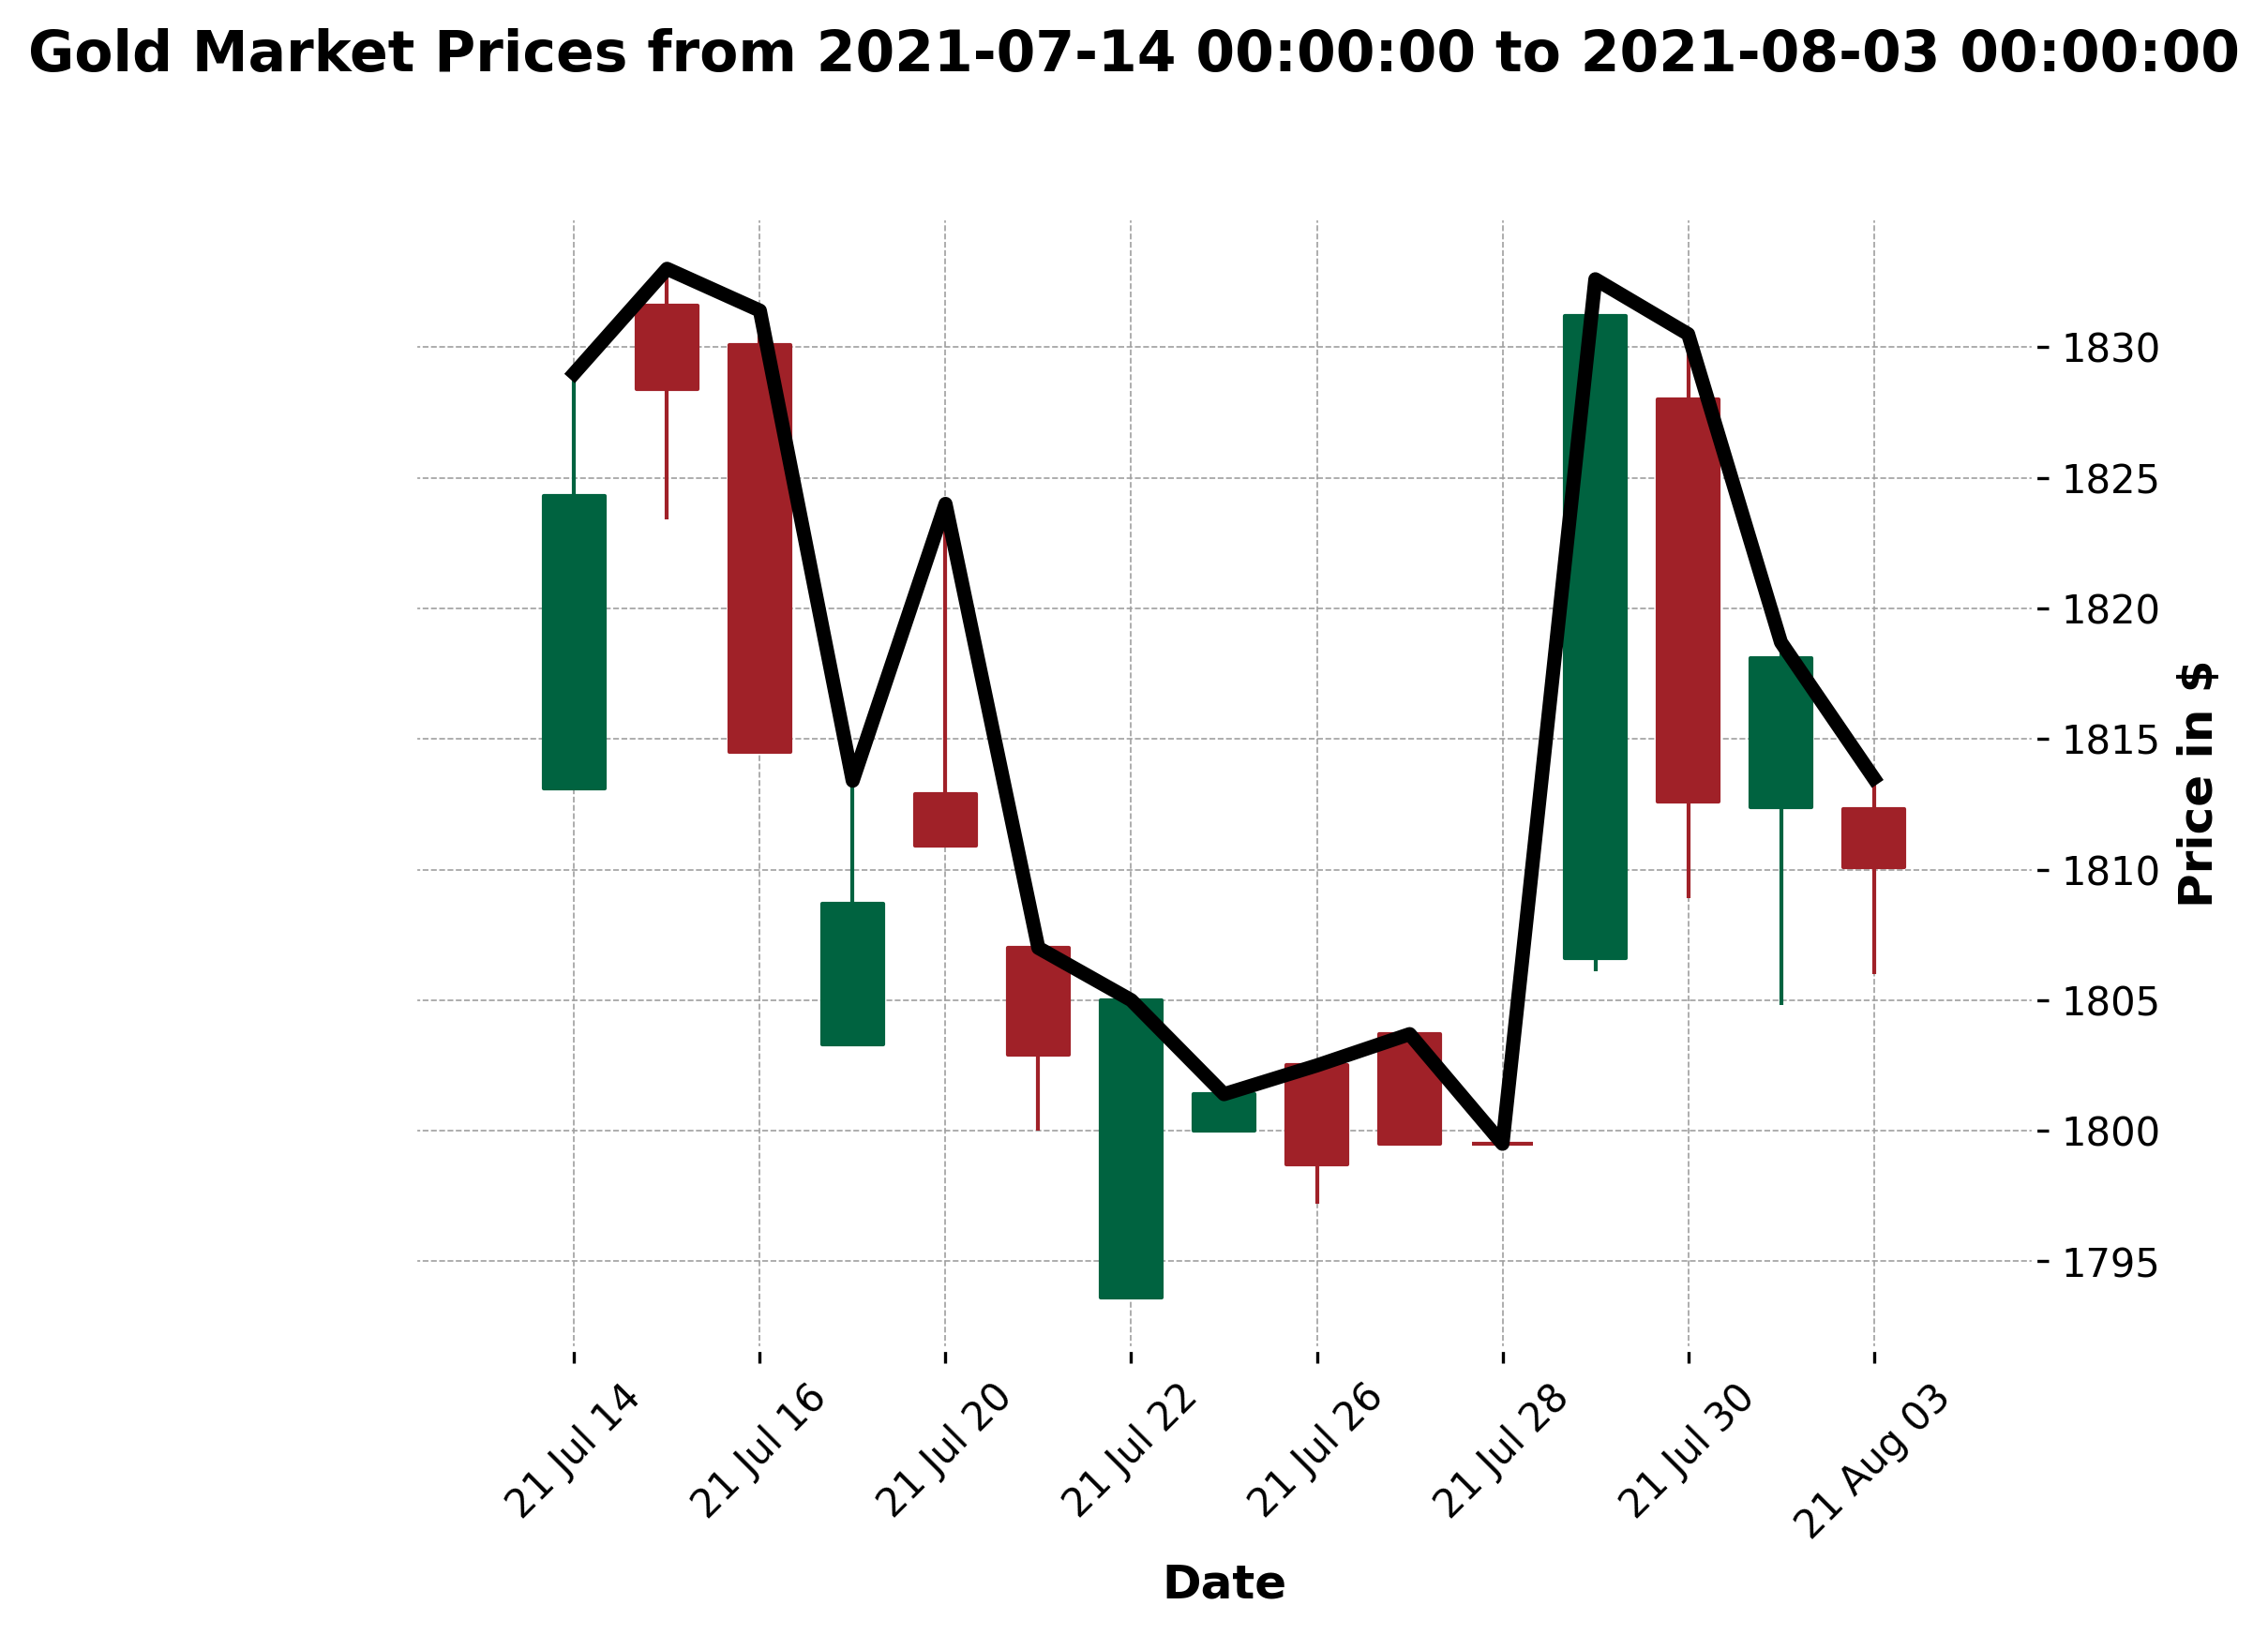 Gold Market Prices from 2021-07-14 00:00:00 to 2021-08-03 00:00:00
1830
1825
1820
1815
1810
1805
1800
1795
Price in $
21 Jul 14
21 Jul 16
21 Jul 20
21 Jul 22
21 Jul 26
21 Jul 28
21 Jul 30
21 Aug 03
Date